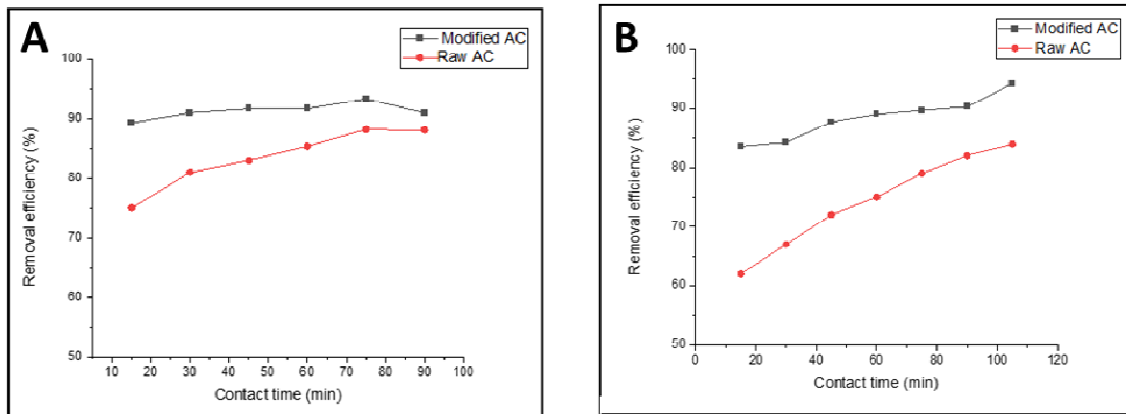 A
Modified AC
Raw AC
100
90
80
70
60
50
Removal efficiency (%)
10 20 30 40 50 60 70 80 90 100
Contact time (min)
B
Modified AC
Raw AC
100
90
80
70
60
50
Removal efficiency (%)
0 20 40 60 80 100 120
Contact time (min)